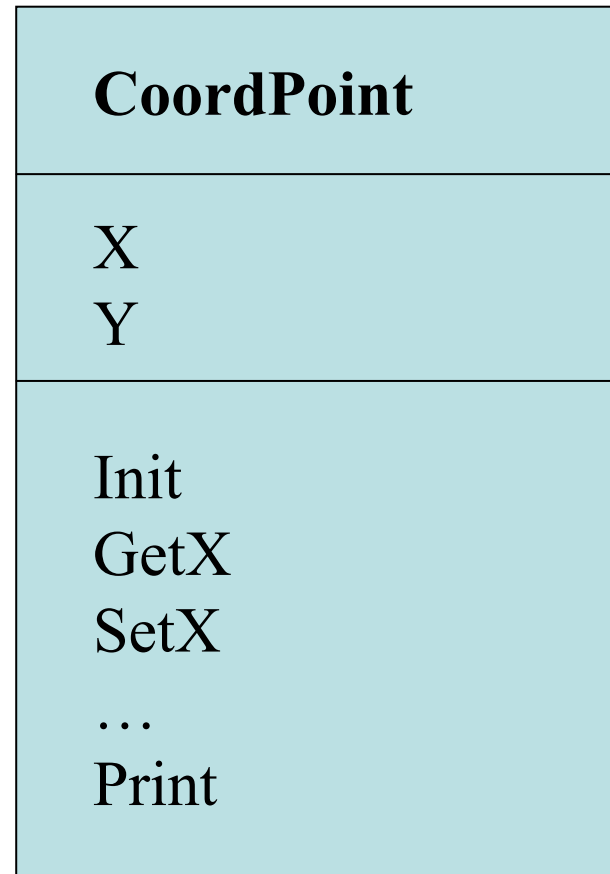 CoordPoint
X
Y
Init
GetX
SetX
…
Print